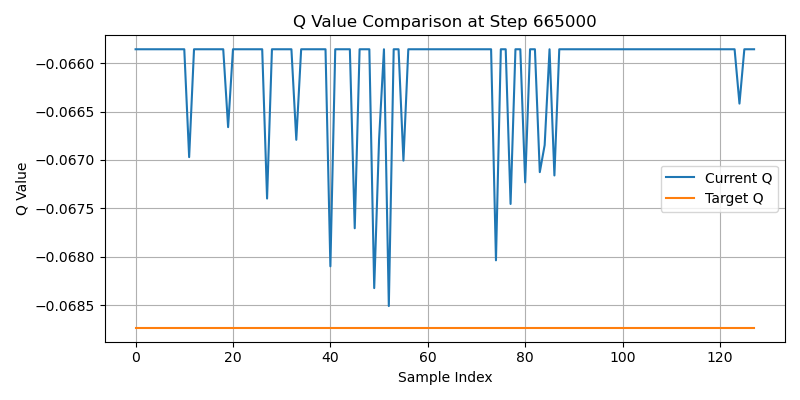 Q Value Comparison at Step 665000
Q Value
−0.0660
−0.0665
−0.0670
−0.0675
−0.0680
−0.0685
Current Q
Target Q
0 20 40 60 80 100 120
Sample Index